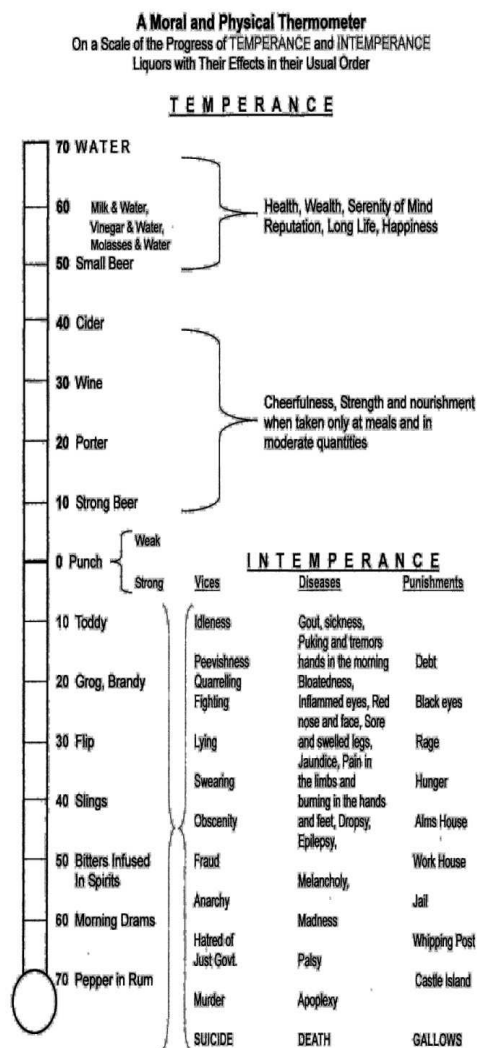 A Moral and Physical Thermometer
On a Scale of the Progress of TEMPERANCE and INTEMPERANCE
Liquors with Their Effects in their Usual Order
TEMPERANCE
70 WATER
60 Milk & Water,
Vinegar & Water,
Molasses & Water
50 Small Beer
Health, Wealth, Serenity of Mind
Reputation, Long Life, Happiness
40 Cider
30 Wine
20 Porter
10 Strong Beer
Cheerfulness, Strength and nourishment
when taken only at meals and in
moderate quantities
0 Punch
Weak
Strong
INTEMPERANCE
10 Toddy
20 Grog, Brandy
30 Flip
40 Slings
50 Bitters Infused
In Spirits
60 Morning Drams
70 Pepper in Rum
Vices
Idleness
Peevishness
Quarrelling
Fighting
Lying
Swearing
Obscenity
Fraud
Anarchy
Hatred of
Just Govt.
Murder
SUICIDE
Diseases
Gout, sickness,
Puking and tremors
hands in the morning
Bloatedness,
Inflammed eyes, Red
nose and face, Sore
and swelled legs,
Jaundice, Pain in
the limbs and
burning in the hands
and feet, Dropsy,
Epilepsy,
Melancholy,
Madness
Palsy
Apoplexy
DEATH
Punishments
Debt
Black eyes
Rage
Hunger
Alms House
Work House
Jail
Whipping Post
Castle Island
GALLOWS